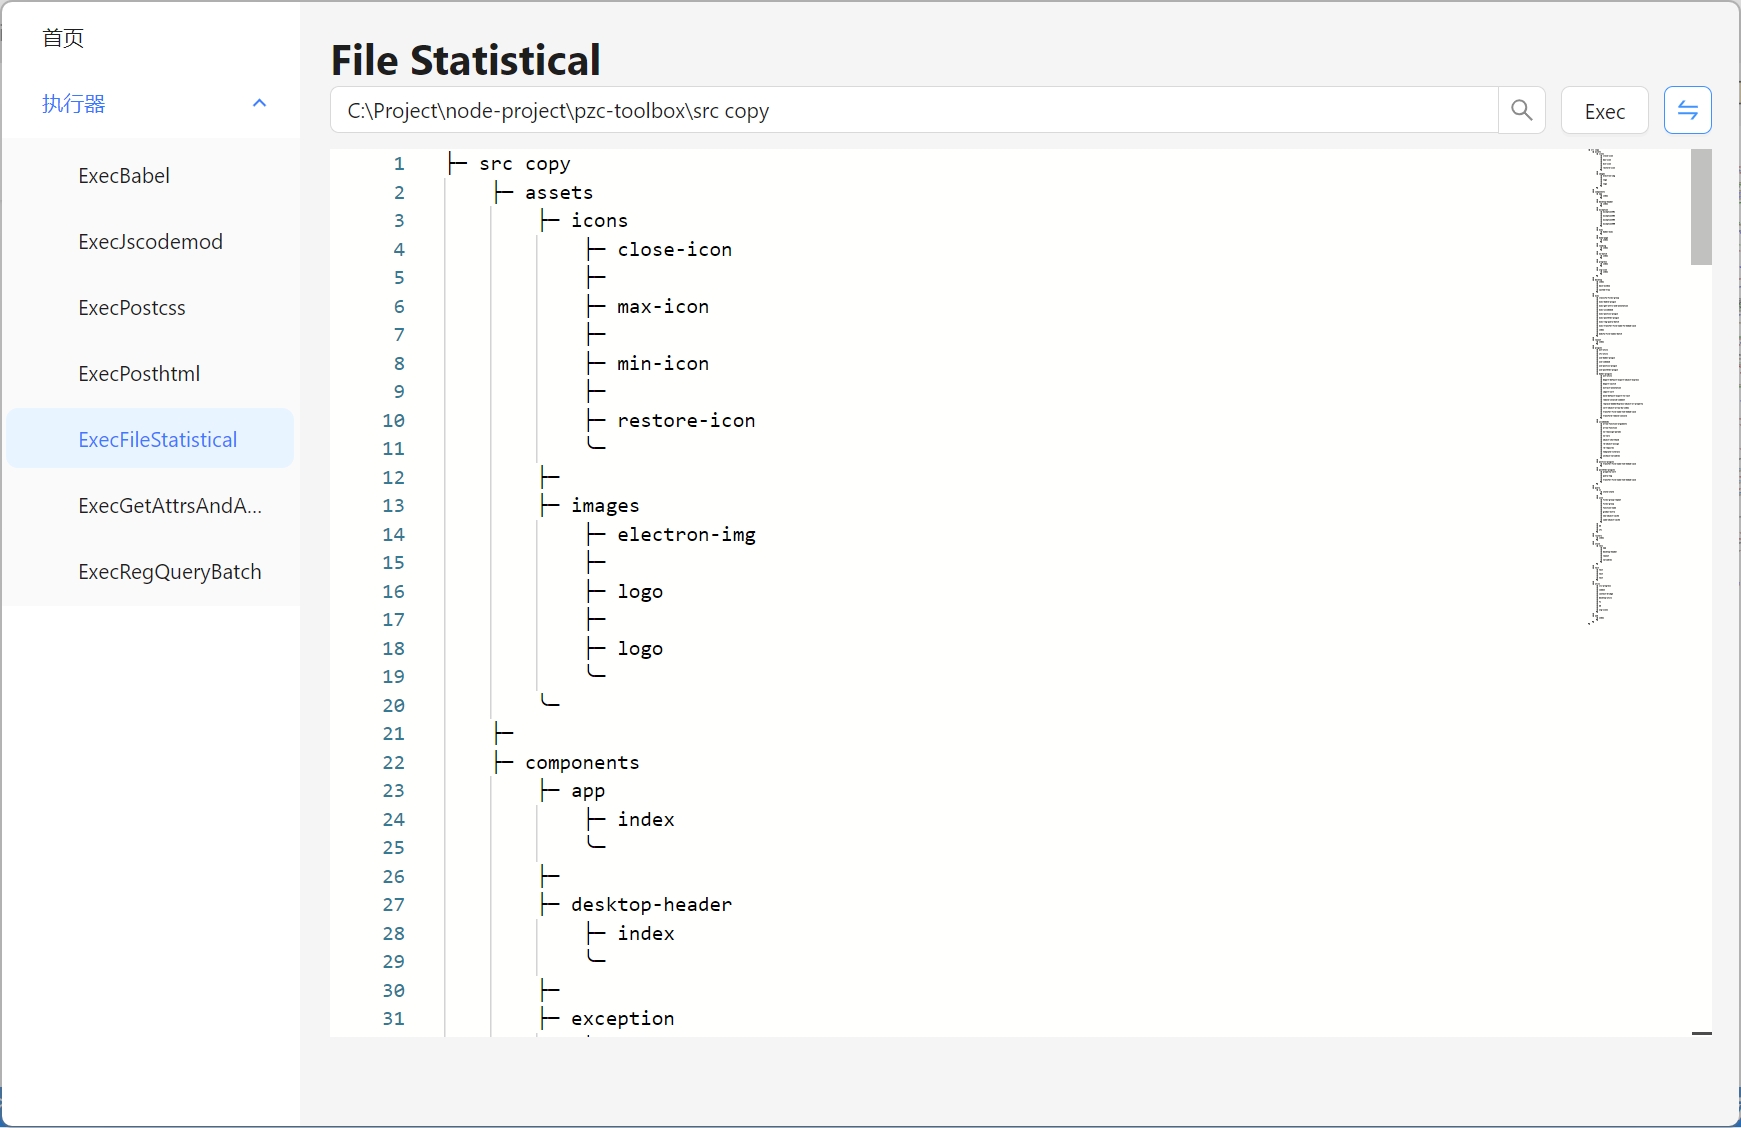 首页
执行器
ExecBabel
ExecJscodemod
ExecPostcss
ExecPosthtml
ExecFileStatistical
ExecGetAttrsAndA...
ExecRegQueryBatch
File Statistical
C:\Project\node-project\pzc-toolbox\src copy
Exec
1 ├─ src copy
2 ├─ assets
3 ├─ icons
4 ├─ close-icon
5 ├─
6 ├─ max-icon
7 ├─
8 ├─ min-icon
9 ├─
10 ├─ restore-icon
11 ╰─
12 ├─
13 ├─ images
14 ├─ electron-img
15 ├─
16 ├─ logo
17 ├─
18 ├─ logo
19 ╰─
20 ╰─
21 ├─
22 ├─ components
23 ├─ app
24 ├─ index
25 ╰─
26 ├─
27 ├─ desktop-header
28 ├─ index
29 ╰─
30 ├─
31 ├─ exception